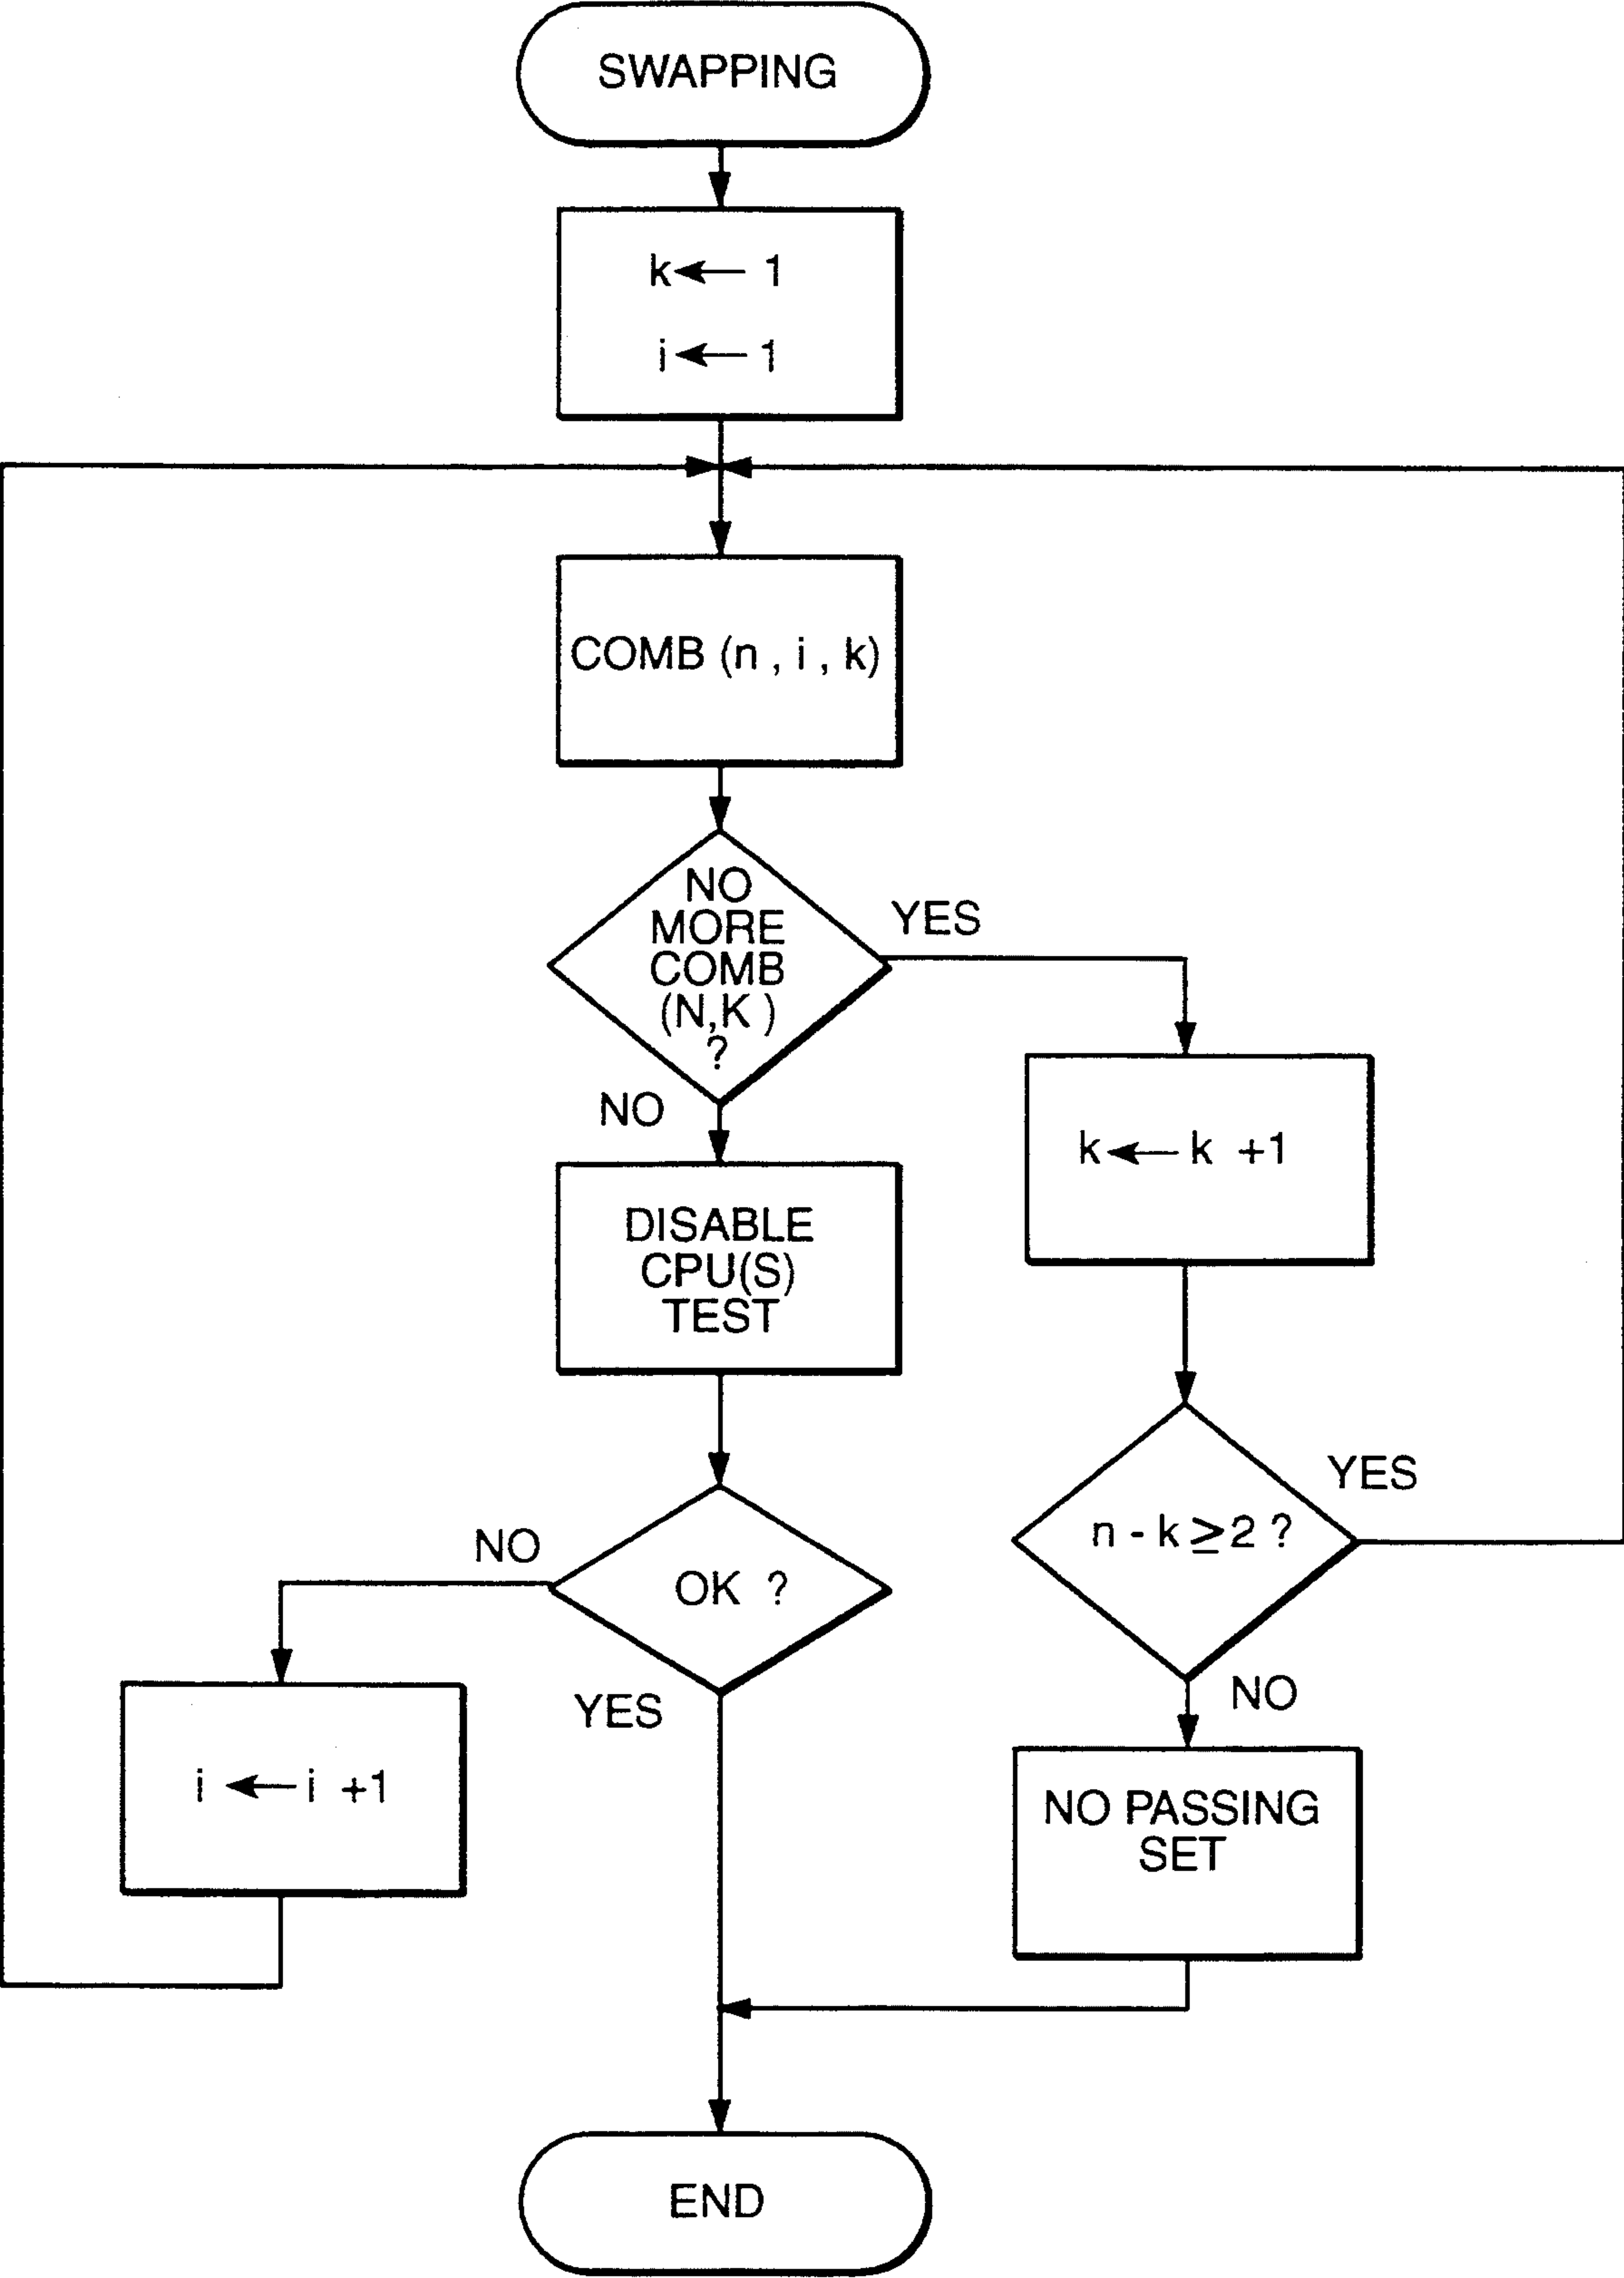 SWAPPING
k ← 1
i ← 1
COMB (n , i , k)
NO
MORE
COMB
(N,K )
?
YES
NO
k ← k +1
DISABLE
CPU(S)
TEST
n - k ≥ 2 ?
YES
NO
OK ?
NO
YES
i ← i +1
NO PASSING
SET
END